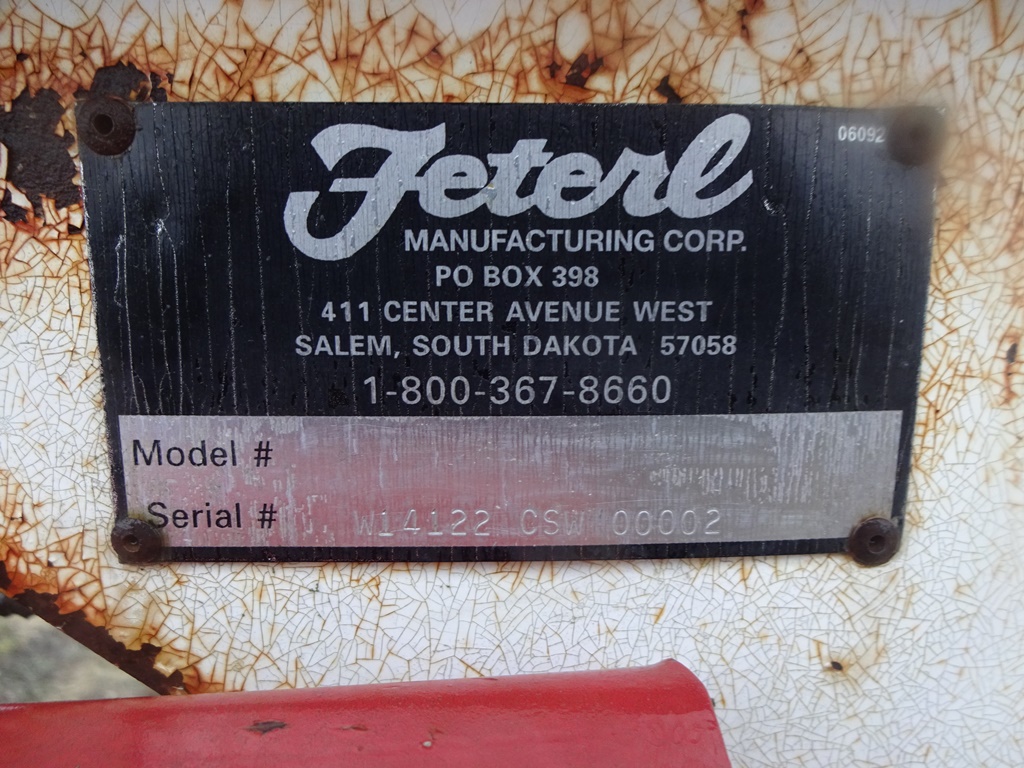 Feterl
06092
MANUFACTURING CORP.
PO BOX 398
411 CENTER AVENUE WEST
SALEM, SOUTH DAKOTA 57058
1-800-367-8660
Model #
Serial # W14122 CSW 00002